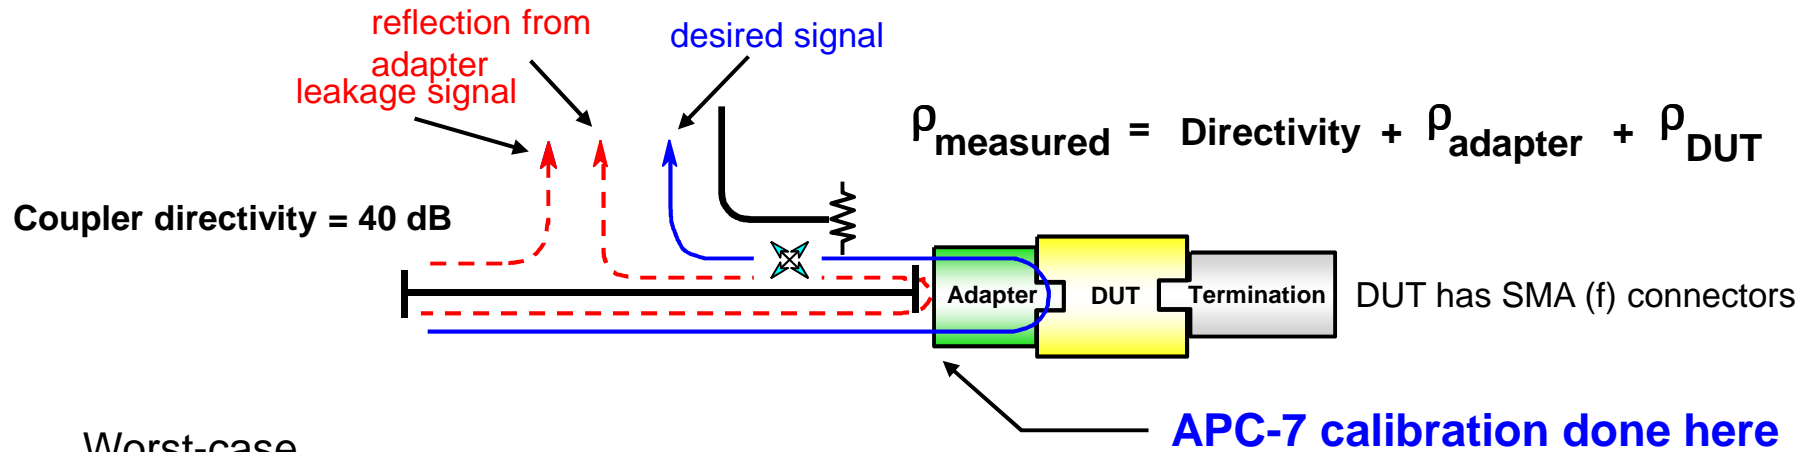 reflection from
adapter
leakage signal
desired signal
ρmeasured = Directivity + ρadapter + ρDUT
Coupler directivity = 40 dB
Adapter
DUT
Termination
DUT has SMA (f) connectors
APC-7 calibration done here
Worst-case